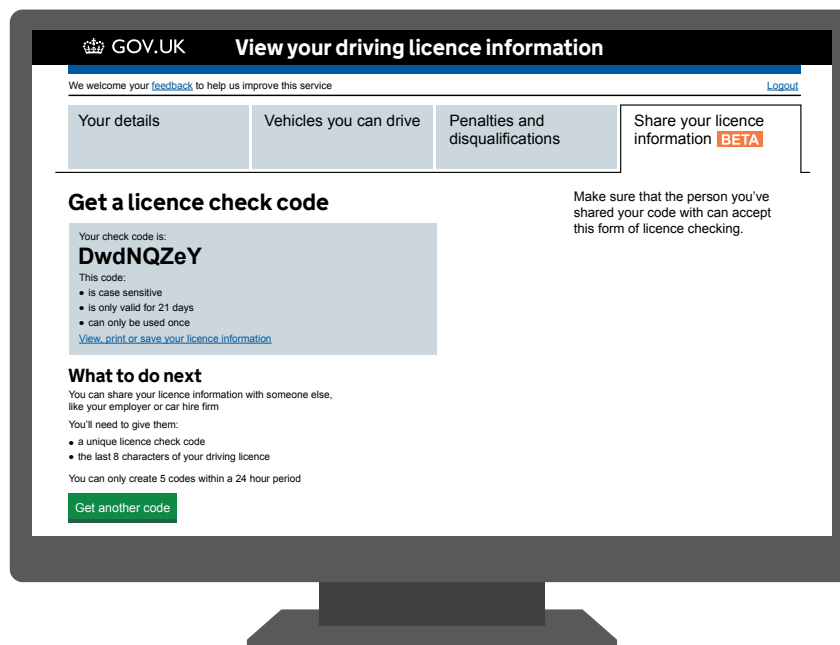 GOV.UK View your driving licence information
We welcome your feedback to help us improve this service Logout
Your details
Vehicles you can drive
Penalties and
disqualifications
Share your licence
information BETA
Get a licence check code
Your check code is:
DwdNQZeY
This code:
• is case sensitive
• is only valid for 21 days
• can only be used once
View, print or save your licence information
Make sure that the person you've
shared your code with can accept
this form of licence checking.
What to do next
You can share your licence information with someone else,
like your employer or car hire firm
You'll need to give them:
• a unique licence check code
• the last 8 characters of your driving licence
You can only create 5 codes within a 24 hour period
Get another code